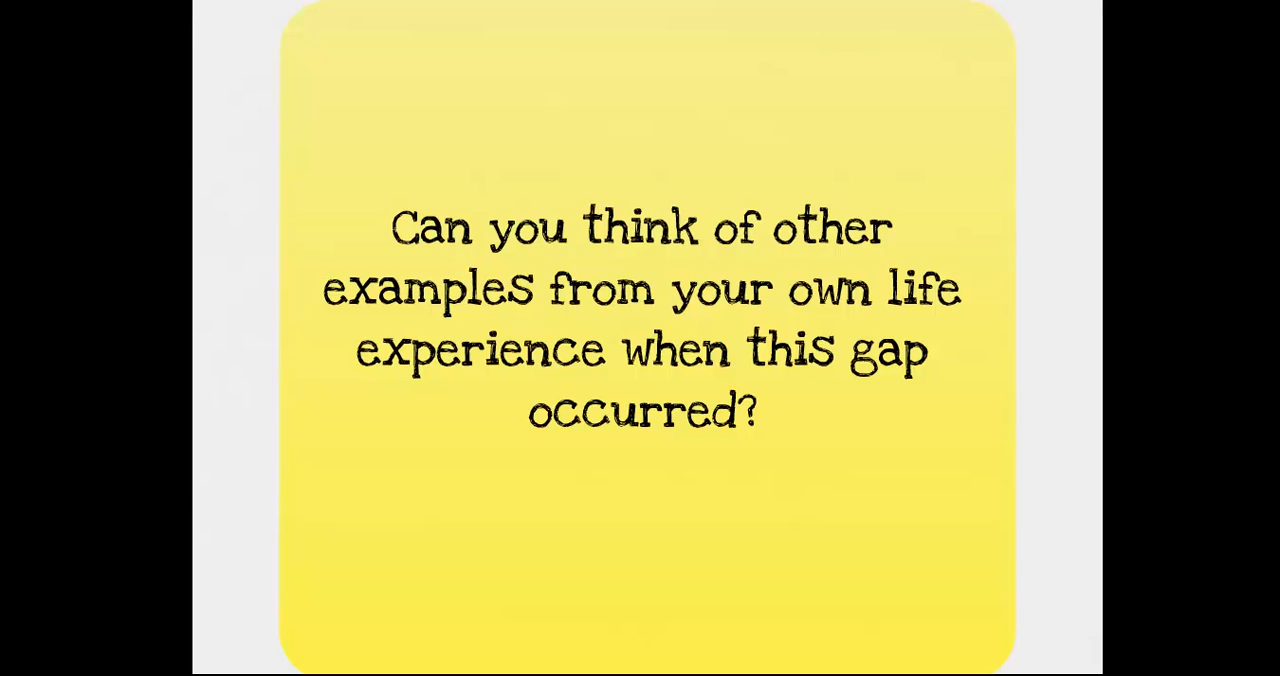 Can you think of other
examples from your own life
experience when this gap
occurred?